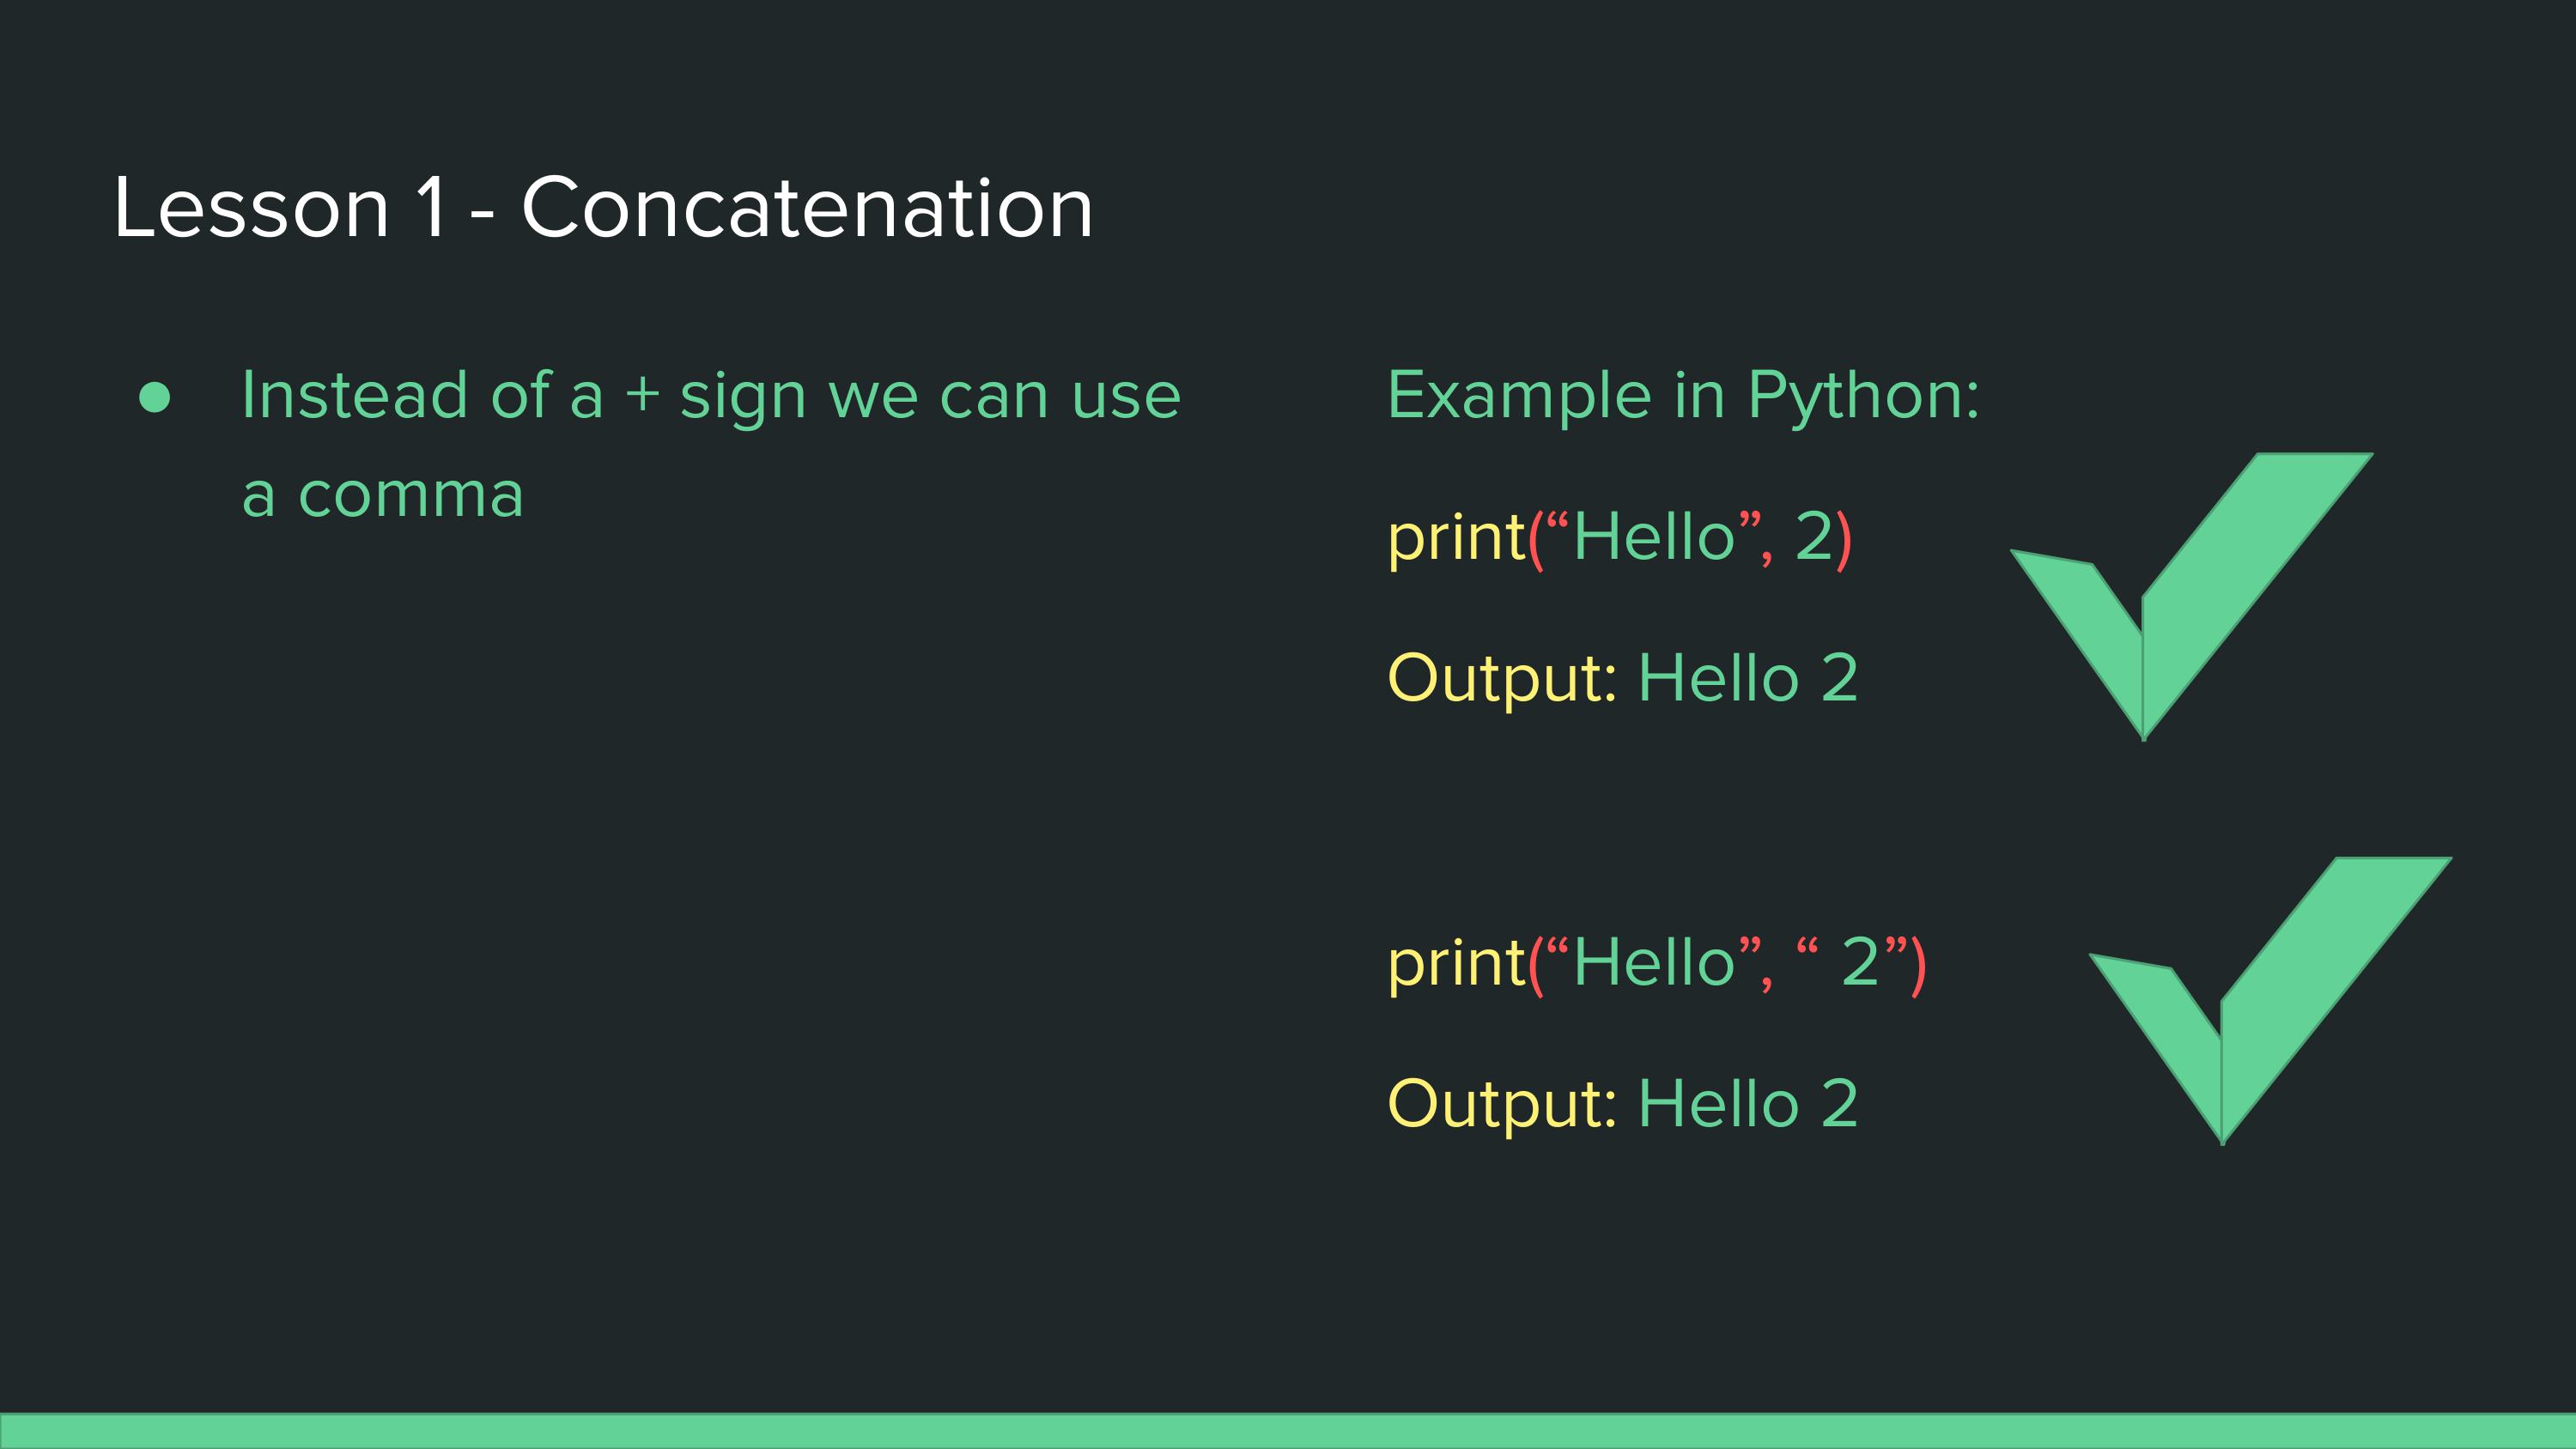 Lesson 1 - Concatenation
● Instead of a + sign we can use
a comma
Example in Python:
print(“Hello”, 2)
Output: Hello 2
print(“Hello”, “ 2”)
Output: Hello 2